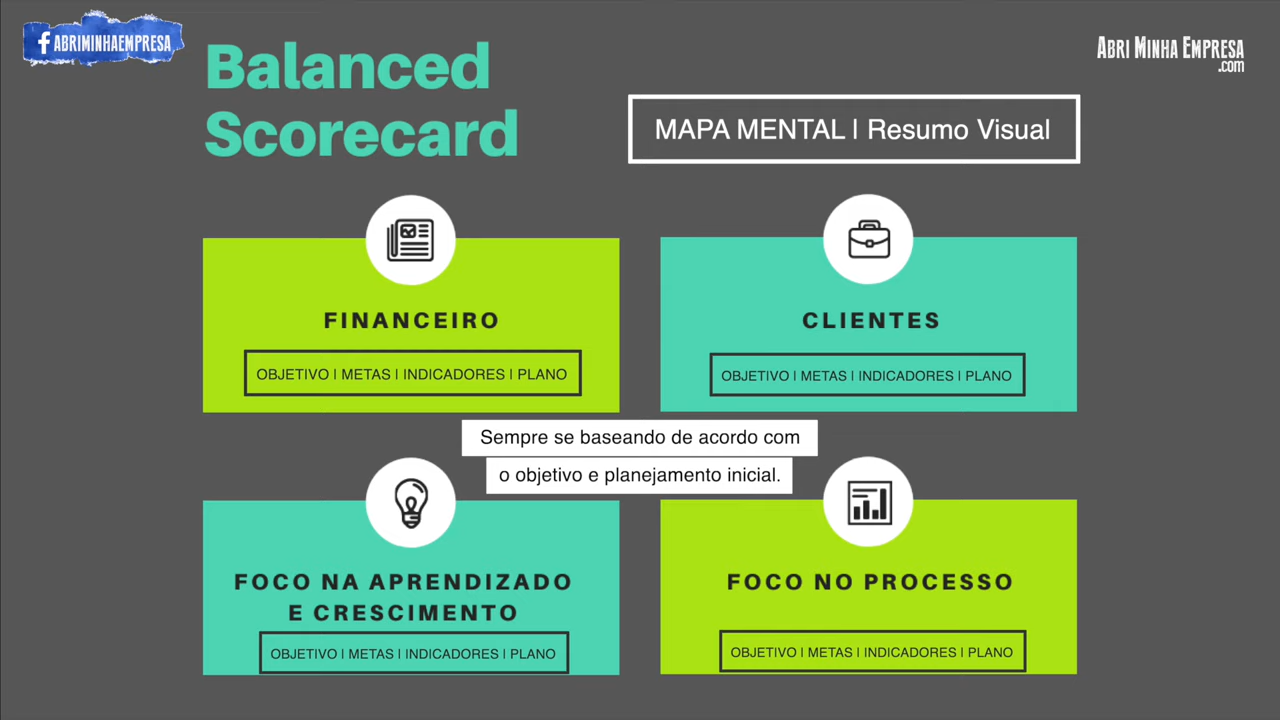 ABRIMINHAEMPRESA
ABRI MINHA EMPRESA
.com
Balanced
Scorecard
MAPA MENTAL | Resumo Visual
FINANCEIRO
OBJETIVO | METAS | INDICADORES | PLANO
CLIENTES
OBJETIVO | METAS | INDICADORES | PLANO
Sempre se baseando de acordo com
o objetivo e planejamento inicial.
FOCO NA APRENDIZADO
E CRESCIMENTO
OBJETIVO | METAS | INDICADORES | PLANO
FOCO NO PROCESSO
OBJETIVO | METAS | INDICADORES | PLANO